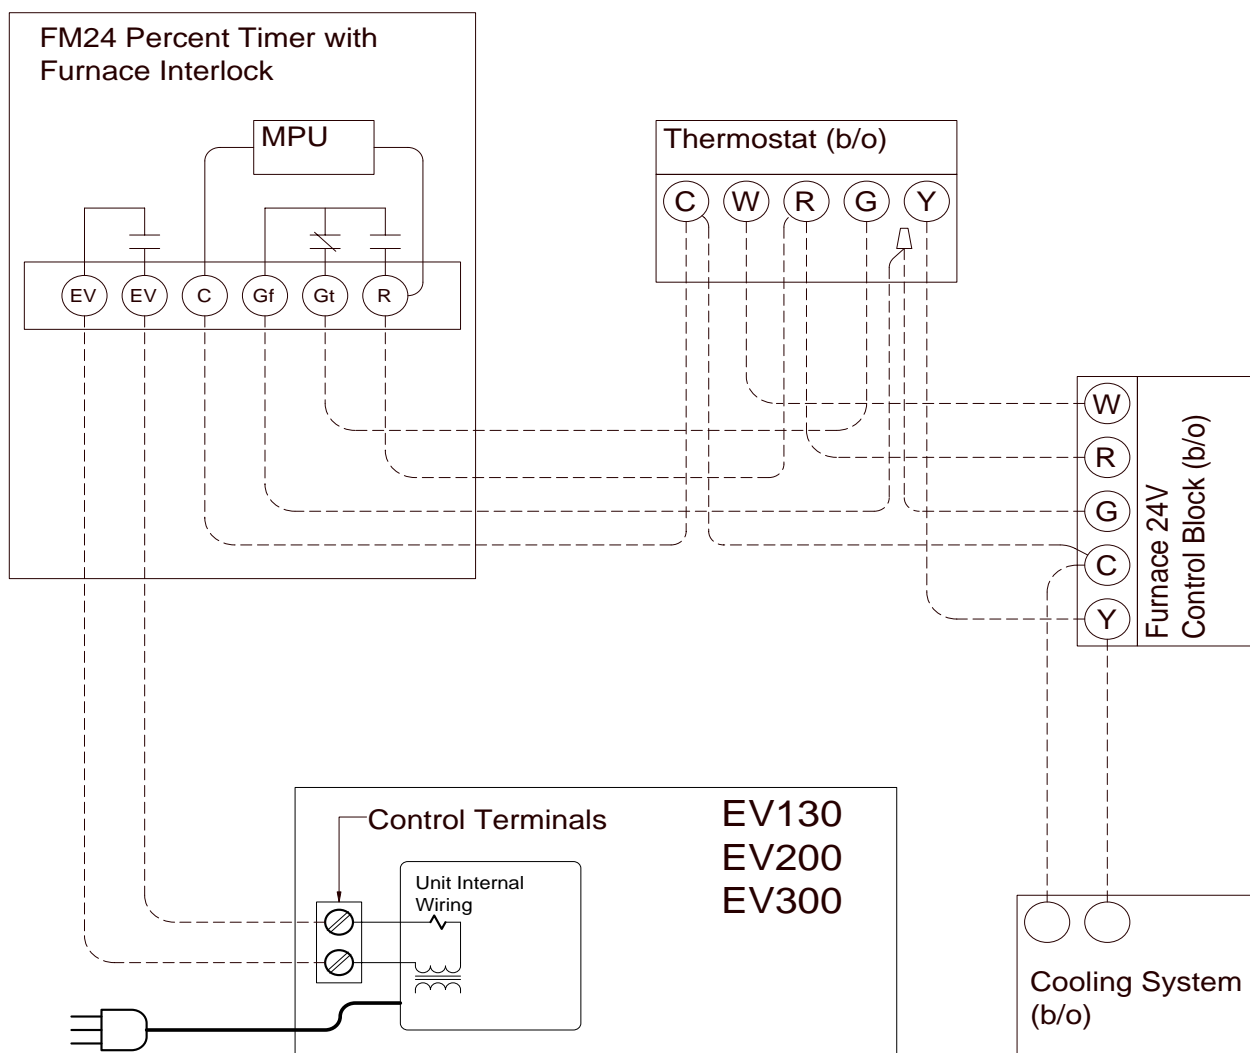 FM24 Percent Timer with
Furnace Interlock
MPU
EV EV C Gf Gt R
Thermostat (b/o)
C W R G Y
W
R
G
C
Y
Furnace 24V
Control Block (b/o)
Control Terminals
Unit Internal
Wiring
EV130
EV200
EV300
Cooling System
(b/o)